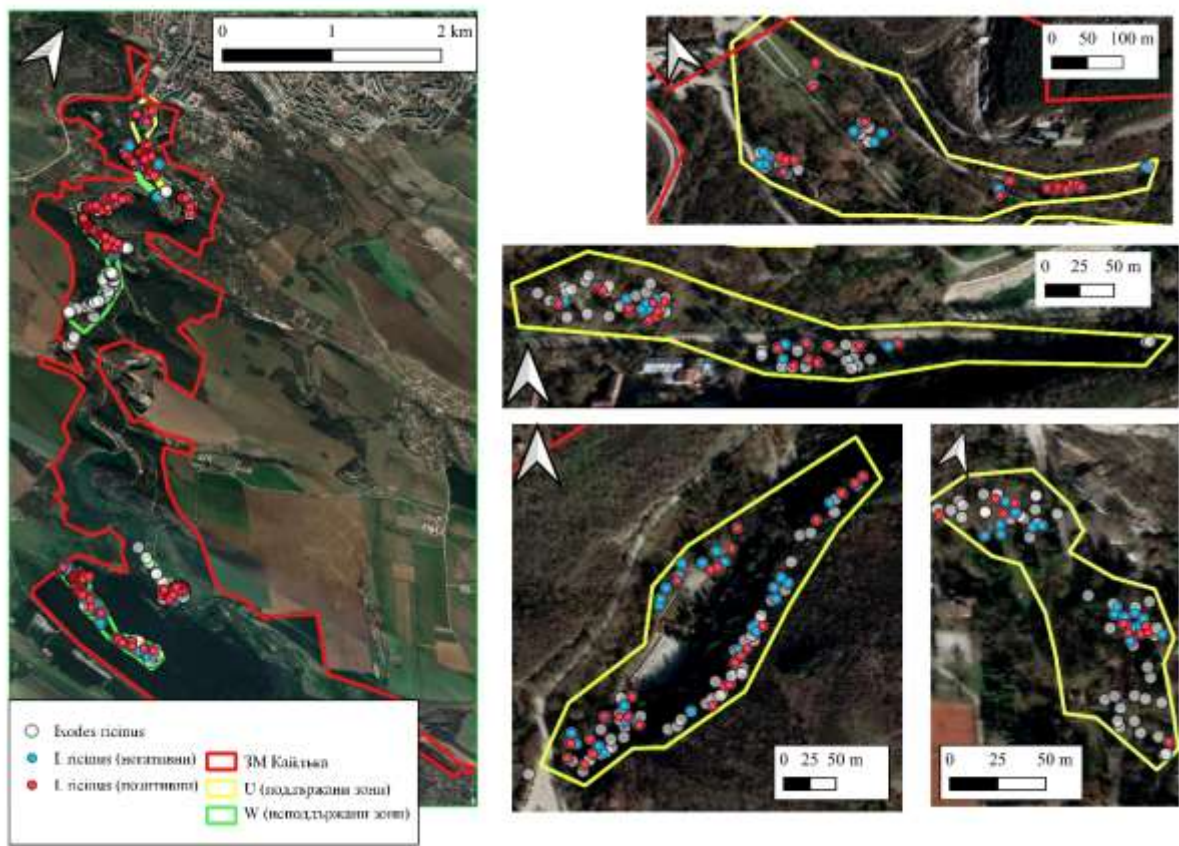 0 1 2 km
0 50 100 m
0 25 50 m
0 25 50 m
0 25 50 m
Ixodes ricinus
I. ricinus (негативни)
I. ricinus (позитивни)
ЗМ Кайлъка
U (поддържани зони)
W (неподдържани зони)